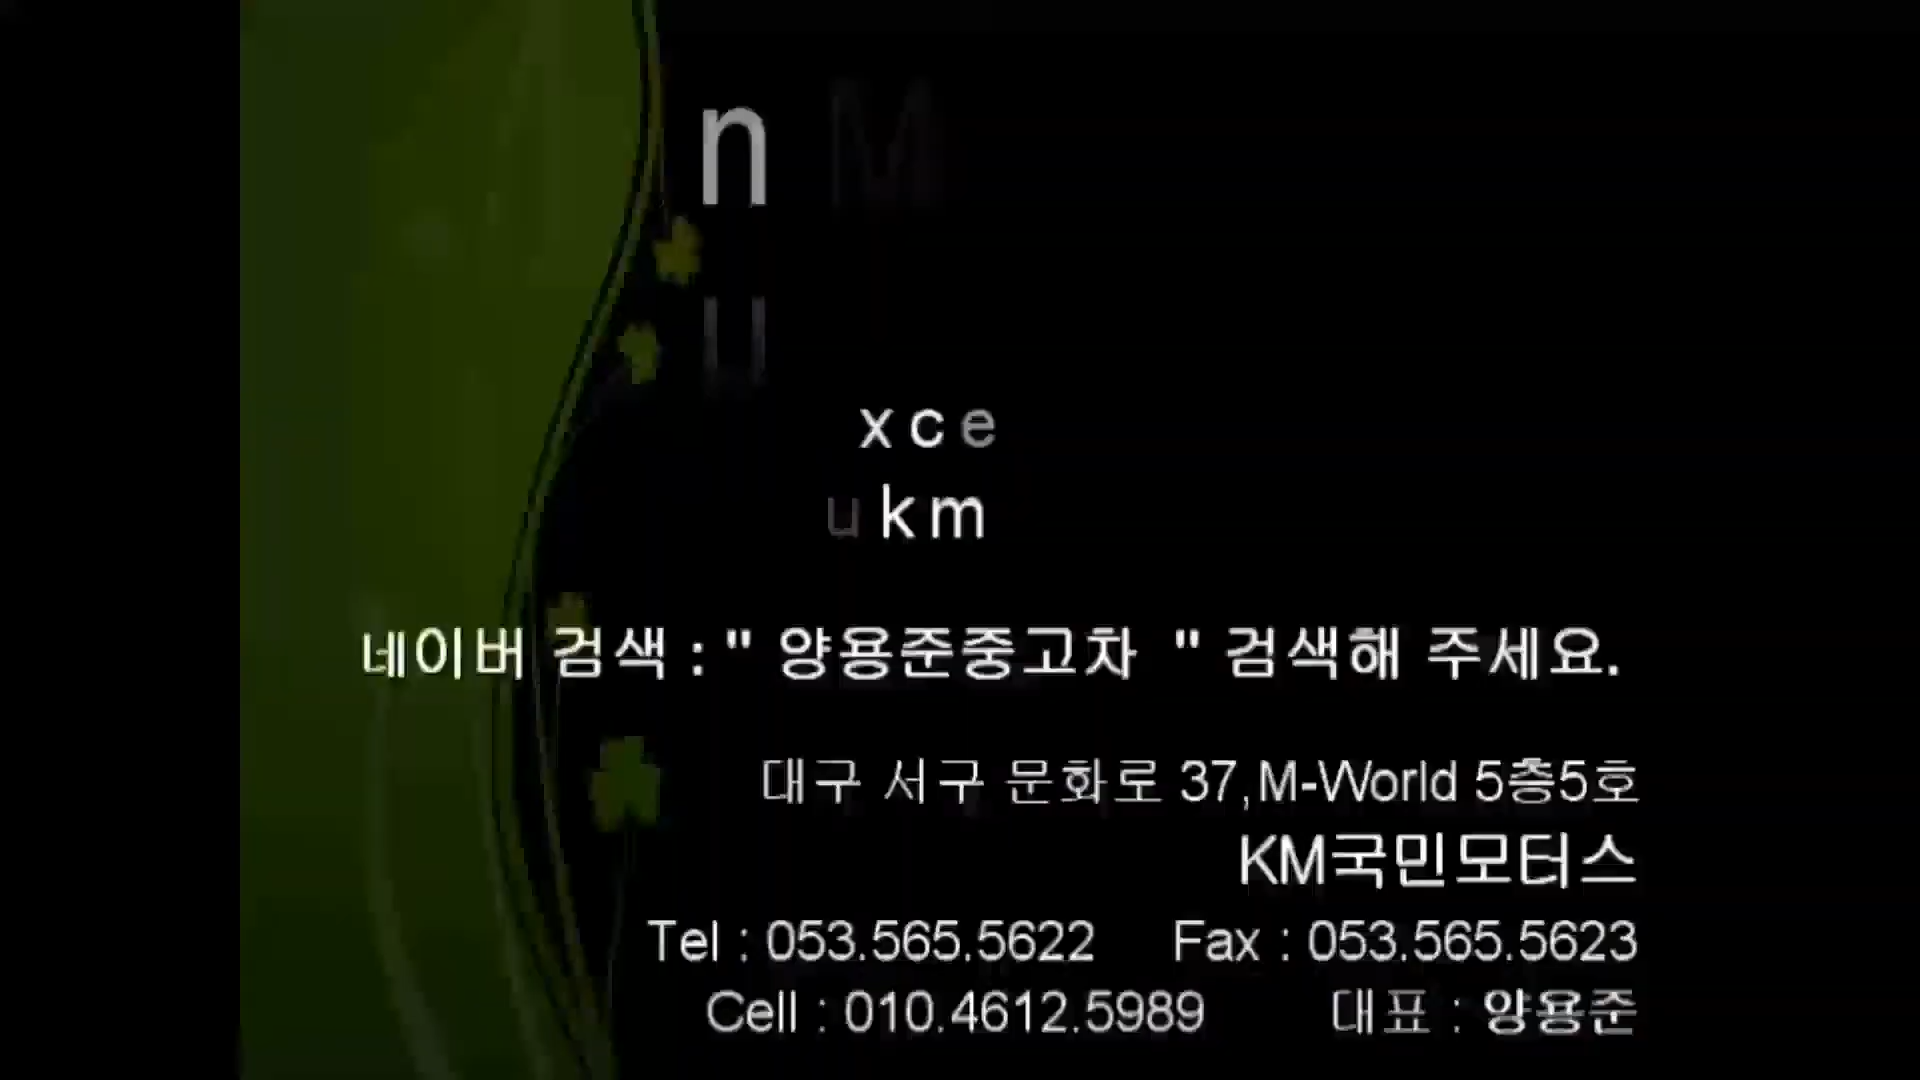 n M
U
xce
ukm
네이버 검색 : " 양용준중고차 " 검색해 주세요.
대구 서구 문화로 37,M-World 5층5호
KM국민모터스
Tel : 053.565.5622 Fax : 053.565.5623
Cell : 010.4612.5989 대표 : 양용준